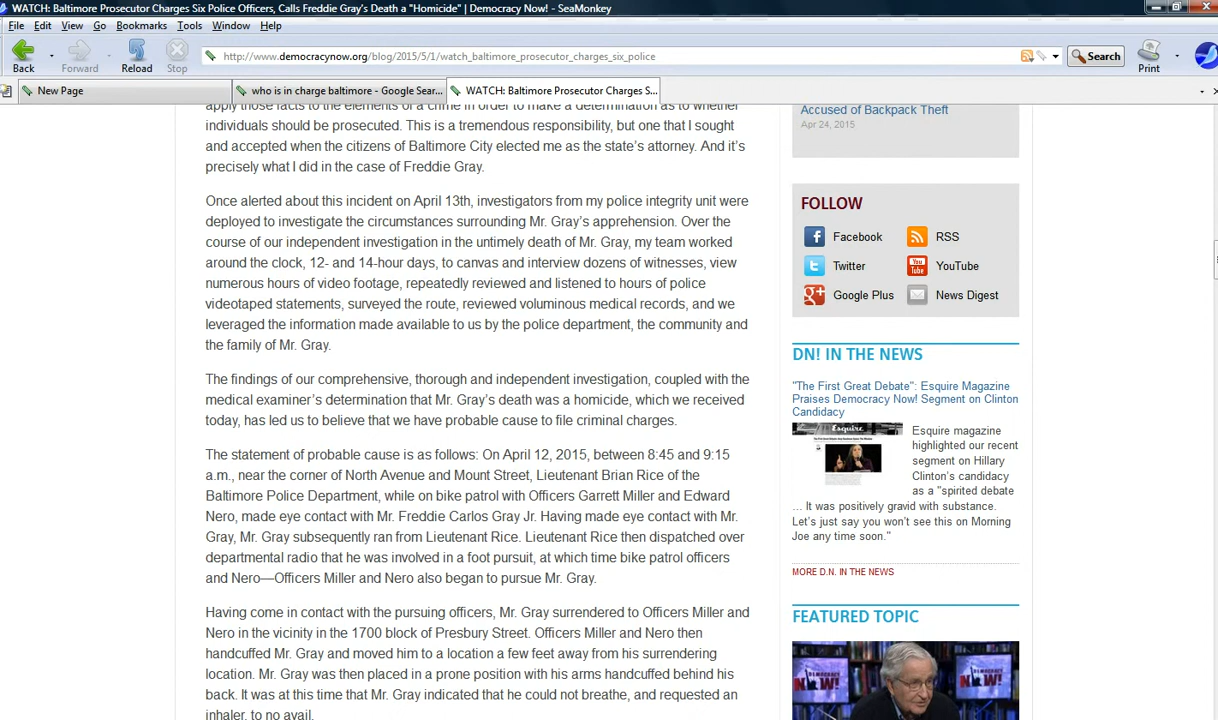 WATCH: Baltimore Prosecutor Charges Six Police Officers, Calls Freddie Gray's Death a "Homicide" | Democracy Now! - SeaMonkey
File Edit View Go Bookmarks Tools Window Help
Back Forward Reload Stop http://www.democracynow.org/blog/2015/5/1/watch_baltimore_prosecutor_charges_six_police Search Print
New Page who is in charge baltimore - Google Sear... WATCH: Baltimore Prosecutor Charges S...
apply those facts to the elements of a crime in order to make a determination as to whether
individuals should be prosecuted. This is a tremendous responsibility, but one that I sought
and accepted when the citizens of Baltimore City elected me as the state's attorney. And it's
precisely what I did in the case of Freddie Gray.
Once alerted about this incident on April 13th, investigators from my police integrity unit were
deployed to investigate the circumstances surrounding Mr. Gray's apprehension. Over the
course of our independent investigation in the untimely death of Mr. Gray, my team worked
around the clock, 12- and 14-hour days, to canvas and interview dozens of witnesses, view
numerous hours of video footage, repeatedly reviewed and listened to hours of police
videotaped statements, surveyed the route, reviewed voluminous medical records, and we
leveraged the information made available to us by the police department, the community and
the family of Mr. Gray.
The findings of our comprehensive, thorough and independent investigation, coupled with the
medical examiner's determination that Mr. Gray's death was a homicide, which we received
today, has led us to believe that we have probable cause to file criminal charges.
The statement of probable cause is as follows: On April 12, 2015, between 8:45 and 9:15
a.m., near the corner of North Avenue and Mount Street, Lieutenant Brian Rice of the
Baltimore Police Department, while on bike patrol with Officers Garrett Miller and Edward
Nero, made eye contact with Mr. Freddie Carlos Gray Jr. Having made eye contact with Mr.
Gray, Mr. Gray subsequently ran from Lieutenant Rice. Lieutenant Rice then dispatched over
departmental radio that he was involved in a foot pursuit, at which time bike patrol officers
and Nero—Officers Miller and Nero also began to pursue Mr. Gray.
Having come in contact with the pursuing officers, Mr. Gray surrendered to Officers Miller and
Nero in the vicinity in the 1700 block of Presbury Street. Officers Miller and Nero then
handcuffed Mr. Gray and moved him to a location a few feet away from his surrendering
location. Mr. Gray was then placed in a prone position with his arms handcuffed behind his
back. It was at this time that Mr. Gray indicated that he could not breathe, and requested an
inhaler, to no avail.
Accused of Backpack Theft
Apr 24, 2015
FOLLOW
Facebook RSS
Twitter YouTube
Google Plus News Digest
DN! IN THE NEWS
"The First Great Debate": Esquire Magazine
Praises Democracy Now! Segment on Clinton
Candidacy
Esquire
Esquire magazine
highlighted our recent
segment on Hillary
Clinton's candidacy
as a "spirited debate
... It was positively gravid with substance.
Let's just say you won't see this on Morning
Joe any time soon."
MORE D.N. IN THE NEWS
FEATURED TOPIC
DEMOCRACY NOW!